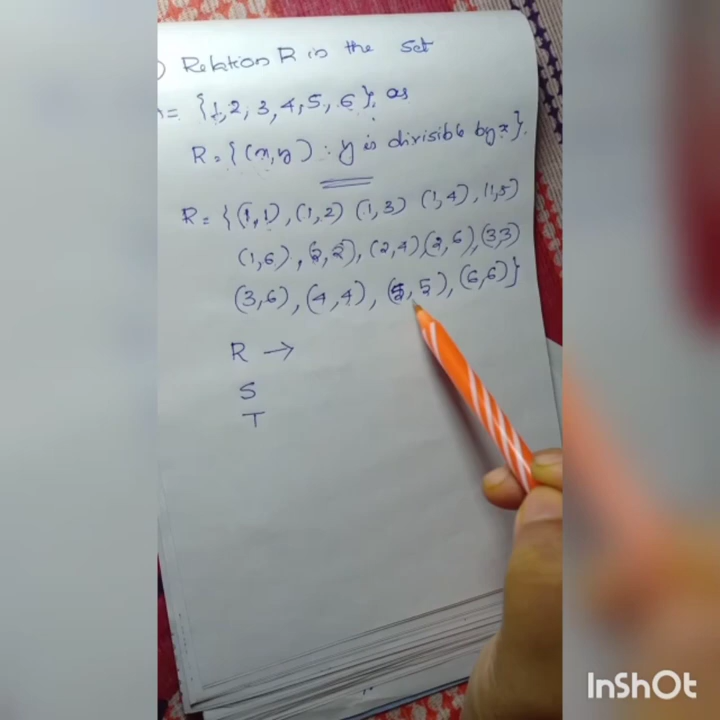 ) Relation R in the set
= {1,2,3,4,5,6}, as
R = {(x,y) : y is divisible by x}.
R = {(1,1), (1,2) (1,3) (1,4), (1,5)
(1,6), (2,2), (2,4) (2,6), (3,3)
(3,6), (4,4), (5,5), (6,6)}
R →
S
T
InShOt